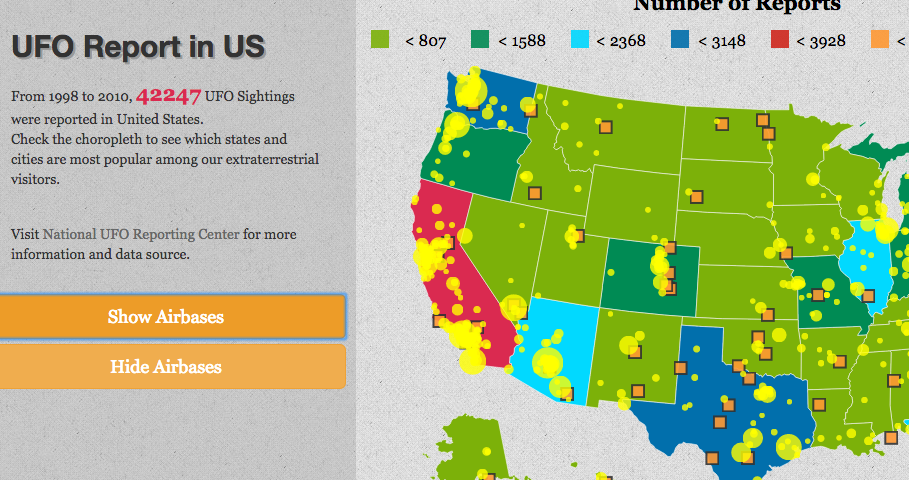 Number of Reports
UFO Report in US
< 807
< 1588
< 2368
< 3148
< 3928
<
From 1998 to 2010, 42247 UFO Sightings
were reported in United States.
Check the choropleth to see which states and
cities are most popular among our extraterrestrial
visitors.
Visit National UFO Reporting Center for more
information and data source.
Show Airbases
Hide Airbases